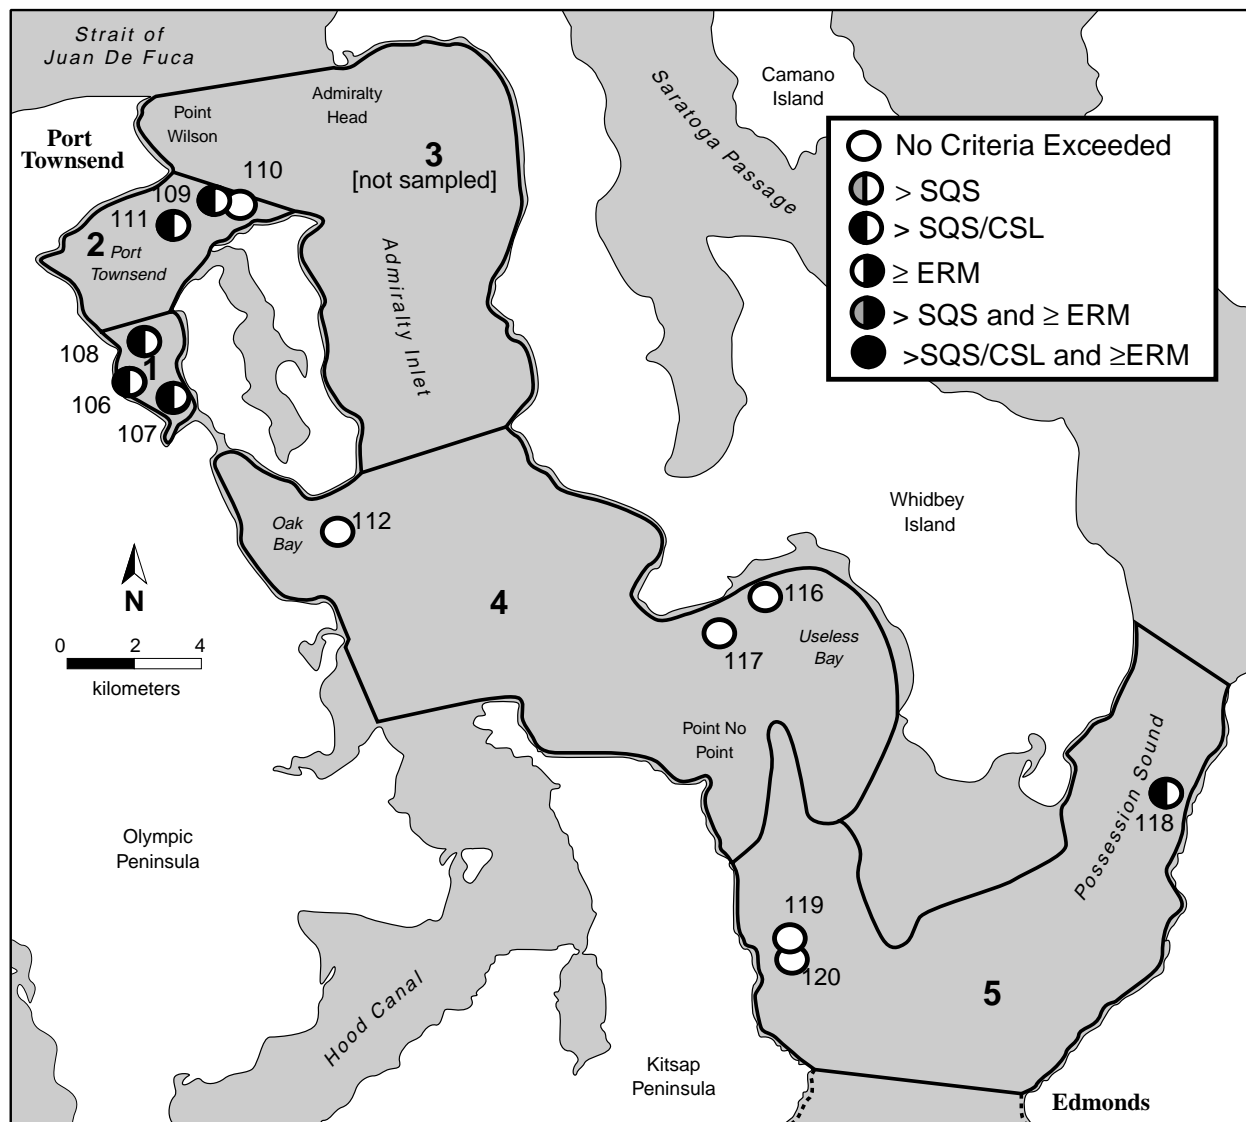 Strait of
Juan De Fuca
Port
Townsend
Point
Wilson
Admiralty
Head
3
[not sampled]
Saratoga Passage
Camano
Island
No Criteria Exceeded
> SQS
> SQS/CSL
≥ ERM
> SQS and ≥ ERM
>SQS/CSL and ≥ERM
109
110
111
2
Port
Townsend
Admiralty Inlet
108
1
106
107
Oak
Bay
112
Whidbey
Island
N
0 2 4
kilometers
4
116
117
Useless
Bay
Point No
Point
Possession Sound
118
Olympic
Peninsula
119
120
5
Hood Canal
Kitsap
Peninsula
Edmonds